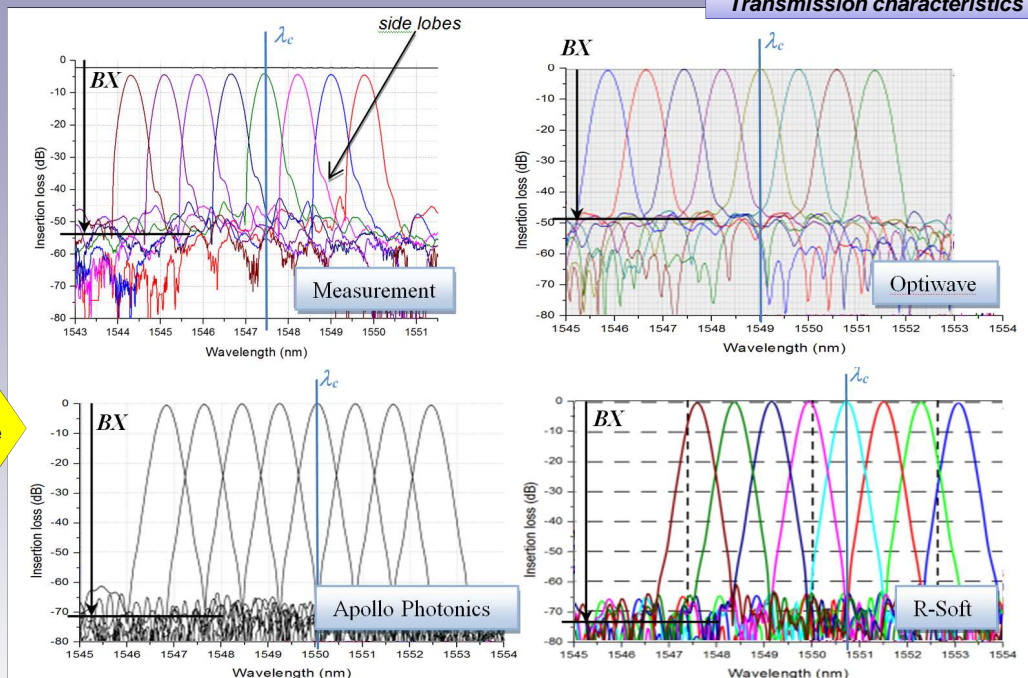 Transmission characteristics
side lobes
λc
BX
0
-10
-20
-30
-40
-50
-60
-70
-80
Insertion loss (dB)
Measurement
1543 1544 1545 1546 1547 1548 1549 1550 1551
Wavelength (nm)
λc
BX
0
-10
-20
-30
-40
-50
-60
-70
-80
Insertion loss (dB)
Optiwave
1545 1546 1547 1548 1549 1550 1551 1552 1553 1554
Wavelength (nm)
λc
BX
0
-10
-20
-30
-40
-50
-60
-70
-80
Insertion loss (dB)
Apollo Photonics
1545 1546 1547 1548 1549 1550 1551 1552 1553 1554
Wavelength (nm)
λc
BX
0
-10
-20
-30
-40
-50
-60
-70
-80
Insertion loss (dB)
R-Soft
1545 1546 1547 1548 1549 1550 1551 1552 1553 1554
Wavelength (nm)